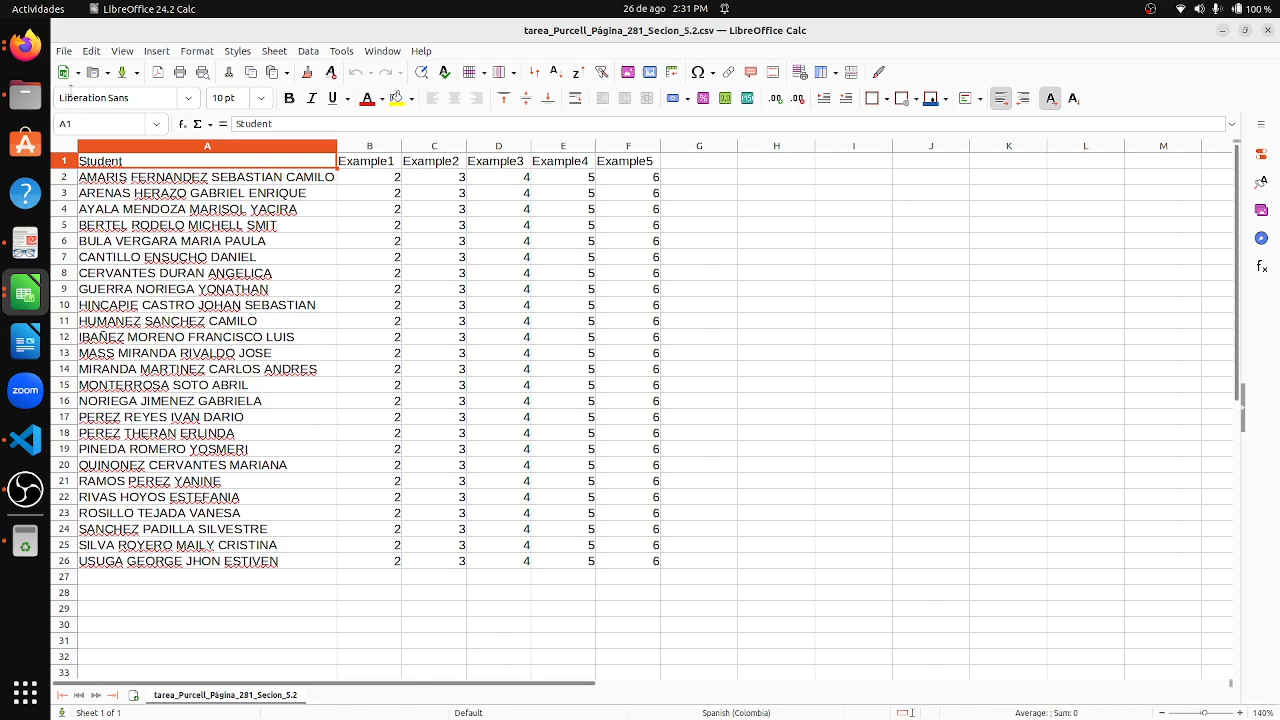 Actividades LibreOffice 24.2 Calc 26 de ago 2:31 PM 100 %
tarea_Purcell_Página_281_Secion_5.2.csv — LibreOffice Calc
File Edit View Insert Format Styles Sheet Data Tools Window Help
Liberation Sans 10 pt
A1 Student
A B C D E F G H I J K L M
1 Student Example1 Example2 Example3 Example4 Example5
2 AMARIS FERNANDEZ SEBASTIAN CAMILO 2 3 4 5 6
3 ARENAS HERAZO GABRIEL ENRIQUE 2 3 4 5 6
4 AYALA MENDOZA MARISOL YACIRA 2 3 4 5 6
5 BERTEL RODELO MICHELL SMIT 2 3 4 5 6
6 BULA VERGARA MARIA PAULA 2 3 4 5 6
7 CANTILLO ENSUCHO DANIEL 2 3 4 5 6
8 CERVANTES DURAN ANGELICA 2 3 4 5 6
9 GUERRA NORIEGA YONATHAN 2 3 4 5 6
10 HINCAPIE CASTRO JOHAN SEBASTIAN 2 3 4 5 6
11 HUMANEZ SANCHEZ CAMILO 2 3 4 5 6
12 IBAÑEZ MORENO FRANCISCO LUIS 2 3 4 5 6
13 MASS MIRANDA RIVALDO JOSE 2 3 4 5 6
14 MIRANDA MARTINEZ CARLOS ANDRES 2 3 4 5 6
15 MONTERROSA SOTO ABRIL 2 3 4 5 6
16 NORIEGA JIMENEZ GABRIELA 2 3 4 5 6
17 PEREZ REYES IVAN DARIO 2 3 4 5 6
18 PEREZ THERAN ERLINDA 2 3 4 5 6
19 PINEDA ROMERO YOSMERI 2 3 4 5 6
20 QUINONEZ CERVANTES MARIANA 2 3 4 5 6
21 RAMOS PEREZ YANINE 2 3 4 5 6
22 RIVAS HOYOS ESTEFANIA 2 3 4 5 6
23 ROSILLO TEJADA VANESA 2 3 4 5 6
24 SANCHEZ PADILLA SILVESTRE 2 3 4 5 6
25 SILVA ROYERO MAILY CRISTINA 2 3 4 5 6
26 USUGA GEORGE JHON ESTIVEN 2 3 4 5 6
27
28
29
30
31
32
33
tarea_Purcell_Página_281_Secion_5.2
Sheet 1 of 1 Default Spanish (Colombia) Average: ; Sum: 0 140%
zoom